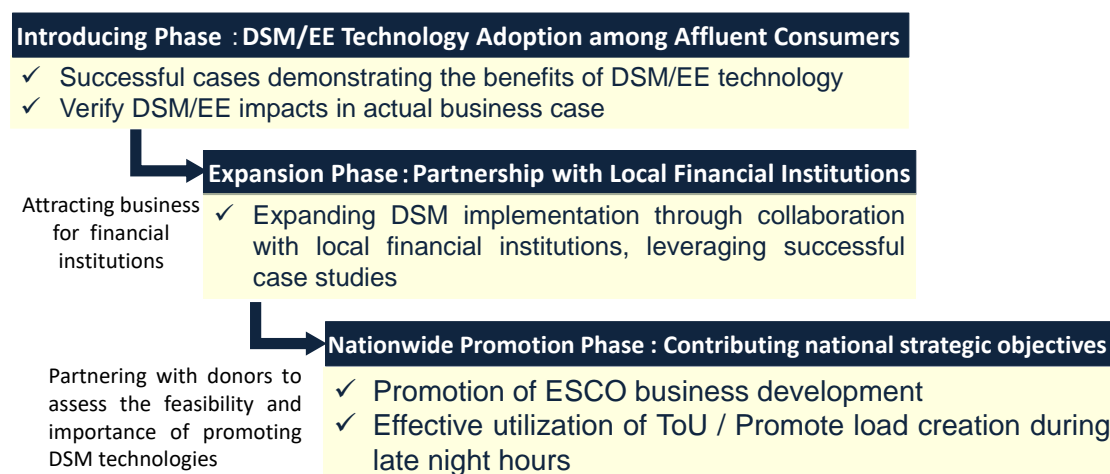 Introducing Phase : DSM/EE Technology Adoption among Affluent Consumers
✓ Successful cases demonstrating the benefits of DSM/EE technology
✓ Verify DSM/EE impacts in actual business case
Expansion Phase : Partnership with Local Financial Institutions
Attracting business
for financial
institutions
✓ Expanding DSM implementation through collaboration
with local financial institutions, leveraging successful
case studies
Nationwide Promotion Phase : Contributing national strategic objectives
Partnering with donors to
assess the feasibility and
importance of promoting
DSM technologies
✓ Promotion of ESCO business development
✓ Effective utilization of ToU / Promote load creation during
late night hours